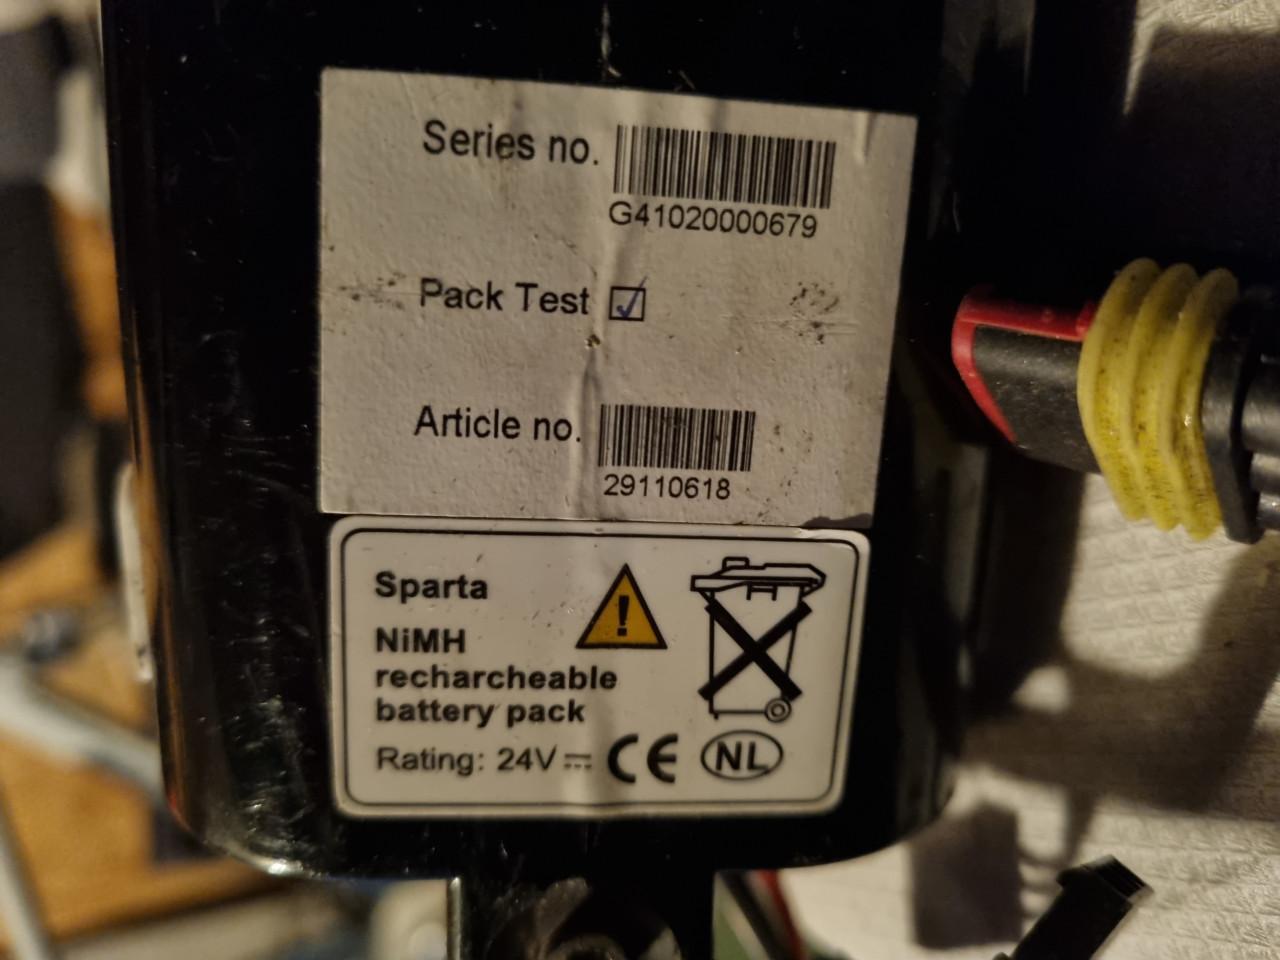 Series no.
G41020000679
Pack Test
Article no.
29110618
Sparta
NiMH
recharcheable
battery pack
Rating: 24V
CE NL